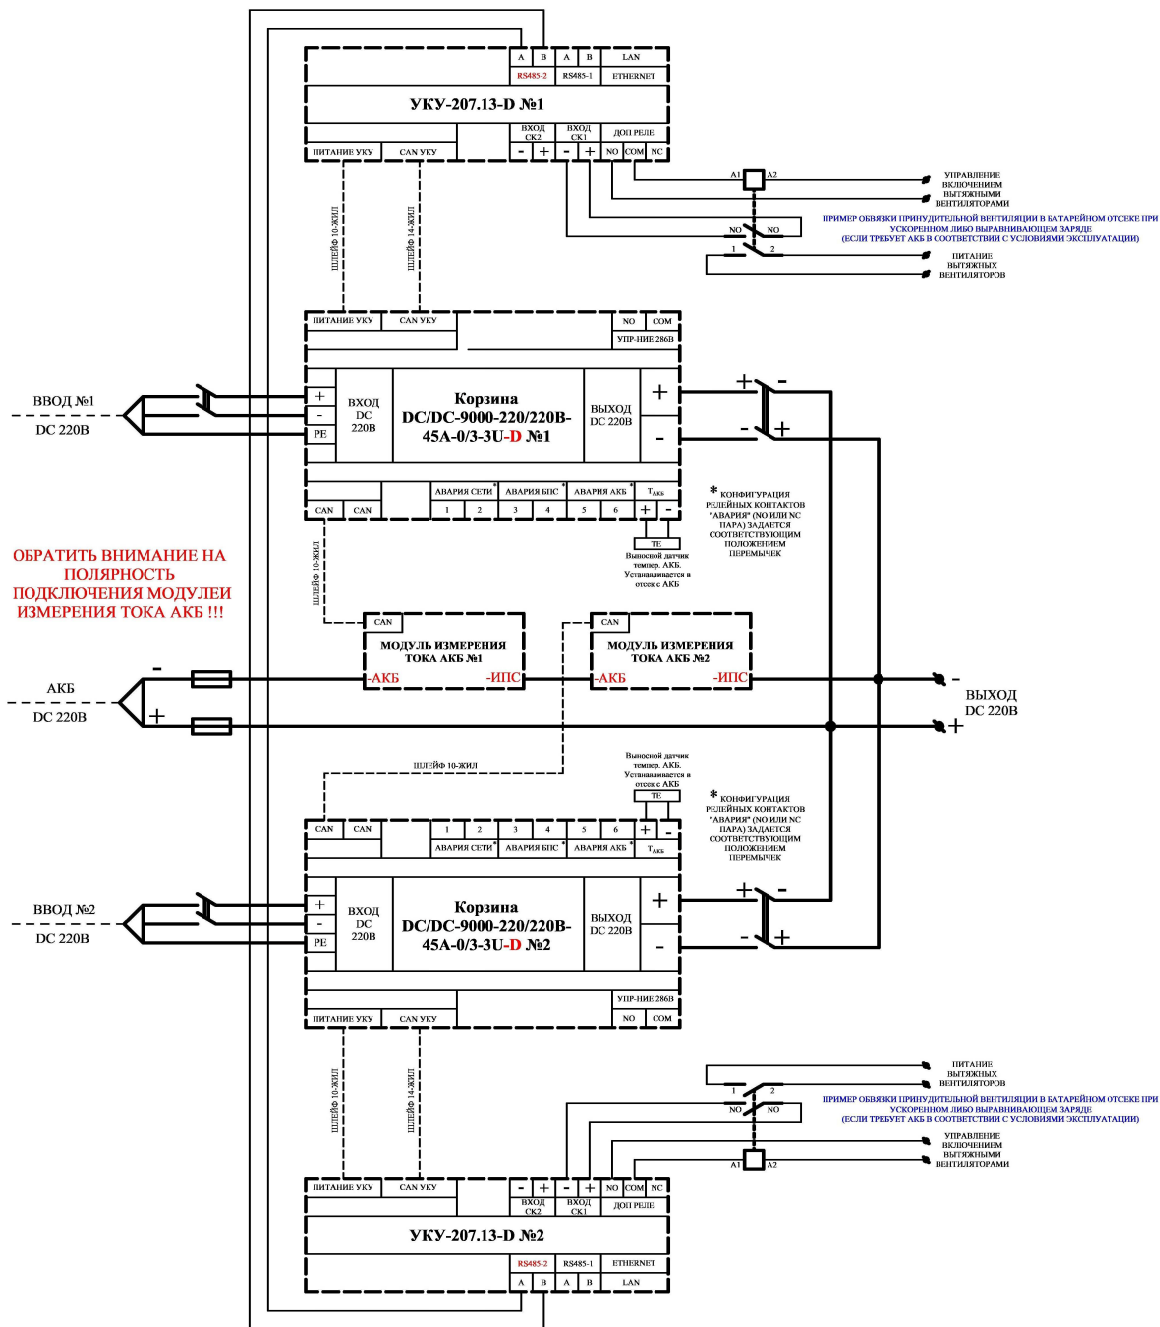 A B A B LAN
RS485-2 RS485-1 ETHERNET
УКУ-207.13-D №1
ВХОД СК2 ВХОД СК1 ДОП РЕЛЕ
ПИТАНИЕ УКУ CAN УКУ - + - + NO COM NC
A1 A2
УПРАВЛЕНИЕ
ВКЛЮЧЕНИЕМ
ВЫТЯЖНЫМИ
ВЕНТИЛЯТОРАМИ
ПРИМЕР ОБВЯЗКИ ПРИНУДИТЕЛЬНОЙ ВЕНТИЛЯЦИИ В БАТАРЕЙНОМ ОТСЕКЕ ПРИ
УСКОРЕННОМ ЛИБО ВЫРАВНИВАЮЩЕМ ЗАРЯДЕ
(ЕСЛИ ТРЕБУЕТ АКБ В СООТВЕТСТВИИ С УСЛОВИЯМИ ЭКСПЛУАТАЦИИ)
NO NO
1 2
ПИТАНИЕ
ВЫТЯЖНЫХ
ВЕНТИЛЯТОРОВ
ШЛЕЙФ 10-ЖИЛ
ШЛЕЙФ 14-ЖИЛ
ПИТАНИЕ УКУ CAN УКУ NO COM
УПР-НИЕ 286В
ВВОД №1
DC 220В
+
-
PE
ВХОД
DC
220В
Корзина
DC/DC-9000-220/220В-
45А-0/3-3U-D №1
ВЫХОД
DC 220В
+
-
+ -
- +
АВАРИЯ СЕТИ* АВАРИЯ БПС* АВАРИЯ АКБ* TАКБ
CAN CAN 1 2 3 4 5 6 + -
TE
Выносной датчик
темпер. АКБ.
Устанавливается в
отсек с АКБ
* КОНФИГУРАЦИЯ
РЕЛЕЙНЫХ КОНТАКТОВ
"АВАРИЯ" (NO ИЛИ NC
ПАРА) ЗАДАЕТСЯ
СООТВЕТСТВУЮЩИМ
ПОЛОЖЕНИЕМ
ПЕРЕМЫЧЕК
ОБРАТИТЬ ВНИМАНИЕ НА
ПОЛЯРНОСТЬ
ПОДКЛЮЧЕНИЯ МОДУЛЕЙ
ИЗМЕРЕНИЯ ТОКА АКБ !!!
ШЛЕЙФ 10-ЖИЛ
CAN
МОДУЛЬ ИЗМЕРЕНИЯ
ТОКА АКБ №1
-АКБ -ИПС
CAN
МОДУЛЬ ИЗМЕРЕНИЯ
ТОКА АКБ №2
-АКБ -ИПС
АКБ
DC 220В
-
+
-
+
ВЫХОД
DC 220В
ШЛЕЙФ 10-ЖИЛ
Выносной датчик
темпер. АКБ.
Устанавливается в
отсек с АКБ
TE
* КОНФИГУРАЦИЯ
РЕЛЕЙНЫХ КОНТАКТОВ
"АВАРИЯ" (NO ИЛИ NC
ПАРА) ЗАДАЕТСЯ
СООТВЕТСТВУЮЩИМ
ПОЛОЖЕНИЕМ
ПЕРЕМЫЧЕК
CAN CAN 1 2 3 4 5 6 + -
АВАРИЯ СЕТИ* АВАРИЯ БПС* АВАРИЯ АКБ* TАКБ
ВВОД №2
DC 220В
+
-
PE
ВХОД
DC
220В
Корзина
DC/DC-9000-220/220В-
45А-0/3-3U-D №2
ВЫХОД
DC 220В
+
-
+ -
- +
УПР-НИЕ 286В
ПИТАНИЕ УКУ CAN УКУ NO COM
ШЛЕЙФ 10-ЖИЛ
ШЛЕЙФ 14-ЖИЛ
ПИТАНИЕ
ВЫТЯЖНЫХ
ВЕНТИЛЯТОРОВ
1 2
NO NO
ПРИМЕР ОБВЯЗКИ ПРИНУДИТЕЛЬНОЙ ВЕНТИЛЯЦИИ В БАТАРЕЙНОМ ОТСЕКЕ ПРИ
УСКОРЕННОМ ЛИБО ВЫРАВНИВАЮЩЕМ ЗАРЯДЕ
(ЕСЛИ ТРЕБУЕТ АКБ В СООТВЕТСТВИИ С УСЛОВИЯМИ ЭКСПЛУАТАЦИИ)
УПРАВЛЕНИЕ
ВКЛЮЧЕНИЕМ
ВЫТЯЖНЫМИ
ВЕНТИЛЯТОРАМИ
A1 A2
ПИТАНИЕ УКУ CAN УКУ - + - + NO COM NC
ВХОД СК2 ВХОД СК1 ДОП РЕЛЕ
УКУ-207.13-D №2
RS485-2 RS485-1 ETHERNET
A B A B LAN